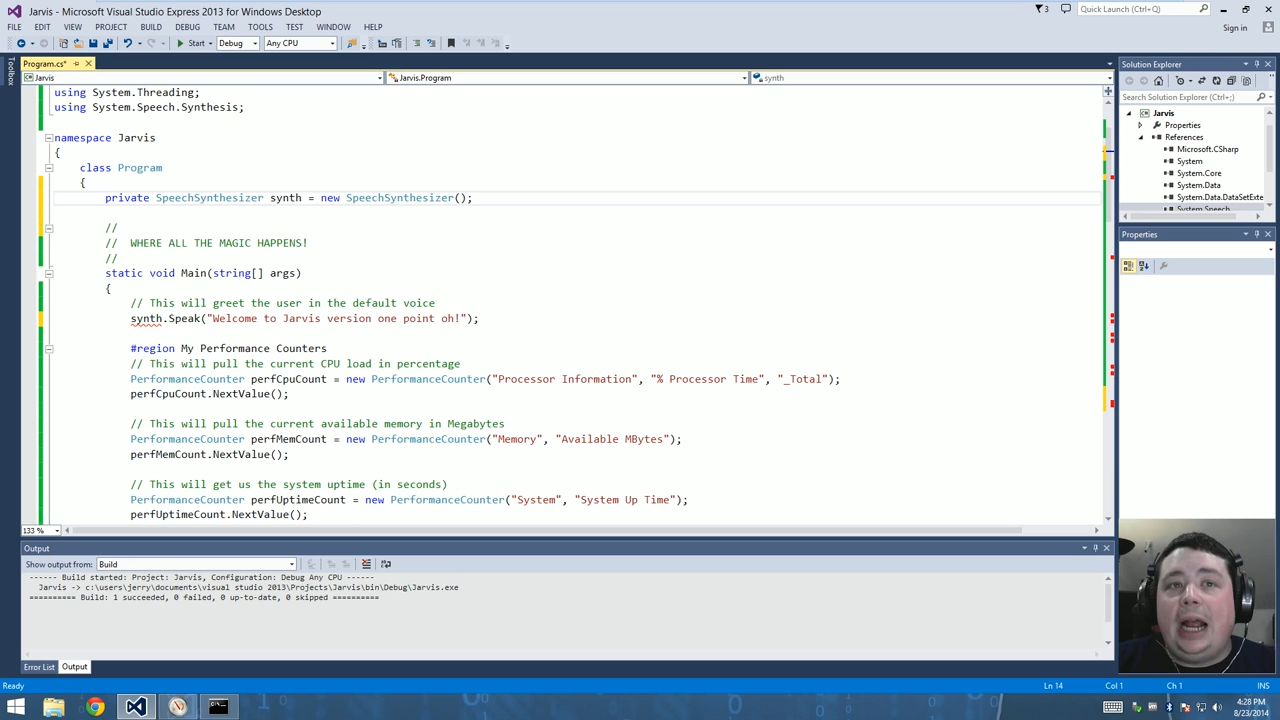 Jarvis - Microsoft Visual Studio Express 2013 for Windows Desktop
3
Quick Launch (Ctrl+Q)
FILE EDIT VIEW PROJECT BUILD DEBUG TEAM TOOLS TEST WINDOW HELP
Sign in
Start Debug Any CPU
Toolbox
Program.cs*
Jarvis Jarvis.Program synth
using System.Threading;
using System.Speech.Synthesis;
namespace Jarvis
{
class Program
{
private SpeechSynthesizer synth = new SpeechSynthesizer();
//
// WHERE ALL THE MAGIC HAPPENS!
//
static void Main(string[] args)
{
// This will greet the user in the default voice
synth.Speak("Welcome to Jarvis version one point oh!");
#region My Performance Counters
// This will pull the current CPU load in percentage
PerformanceCounter perfCpuCount = new PerformanceCounter("Processor Information", "% Processor Time", "_Total");
perfCpuCount.NextValue();
// This will pull the current available memory in Megabytes
PerformanceCounter perfMemCount = new PerformanceCounter("Memory", "Available MBytes");
perfMemCount.NextValue();
// This will get us the system uptime (in seconds)
PerformanceCounter perfUptimeCount = new PerformanceCounter("System", "System Up Time");
perfUptimeCount.NextValue();
133 %
Solution Explorer
Search Solution Explorer (Ctrl+;)
Jarvis
Properties
References
Microsoft.CSharp
System
System.Core
System.Data
System.Data.DataSetExte
System.Speech
Properties
Output
Show output from: Build
------ Build started: Project: Jarvis, Configuration: Debug Any CPU ------
Jarvis -> c:\users\jerry\documents\visual studio 2013\Projects\Jarvis\bin\Debug\Jarvis.exe
========== Build: 1 succeeded, 0 failed, 0 up-to-date, 0 skipped ==========
Error List Output
Ready Ln 14 Col 1 Ch 1 INS
4:28 PM
8/23/2014